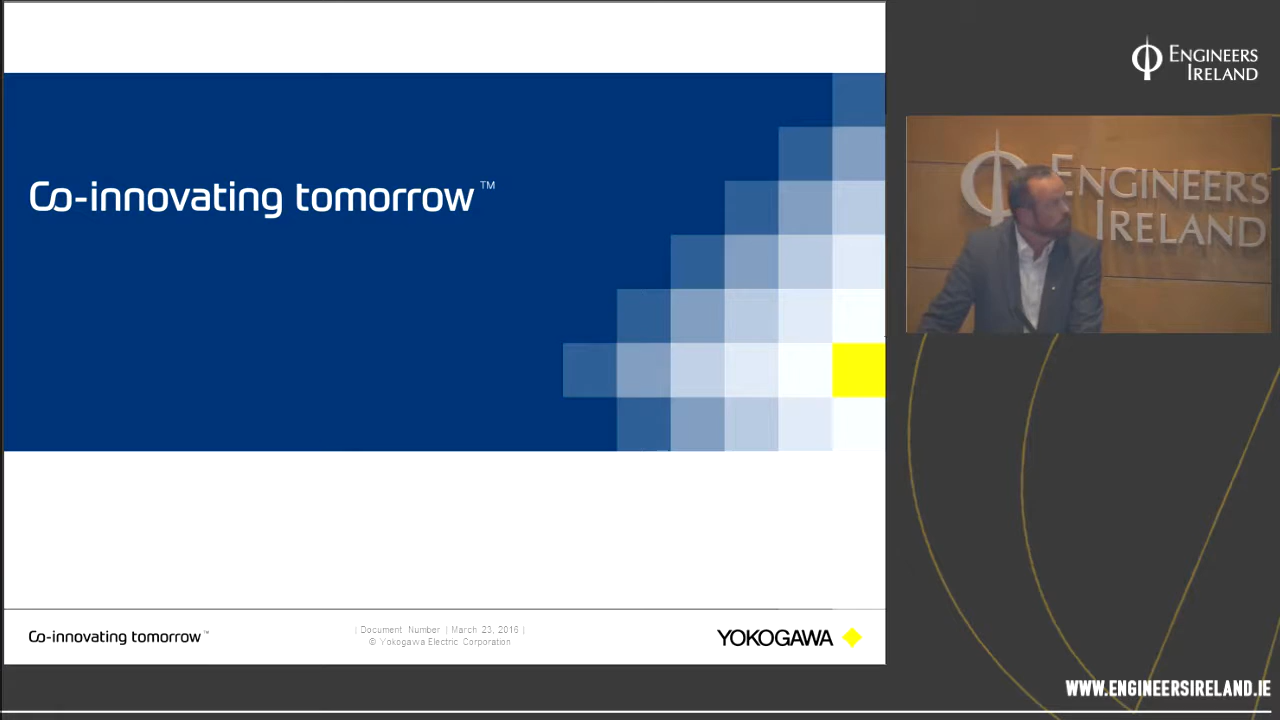 Co-innovating tomorrow™
Co-innovating tomorrow™
| Document Number | March 23, 2016 |
© Yokogawa Electric Corporation
YOKOGAWA
ENGINEERS
IRELAND
ENGINEERS
IRELAND
WWW.ENGINEERSIRELAND.IE